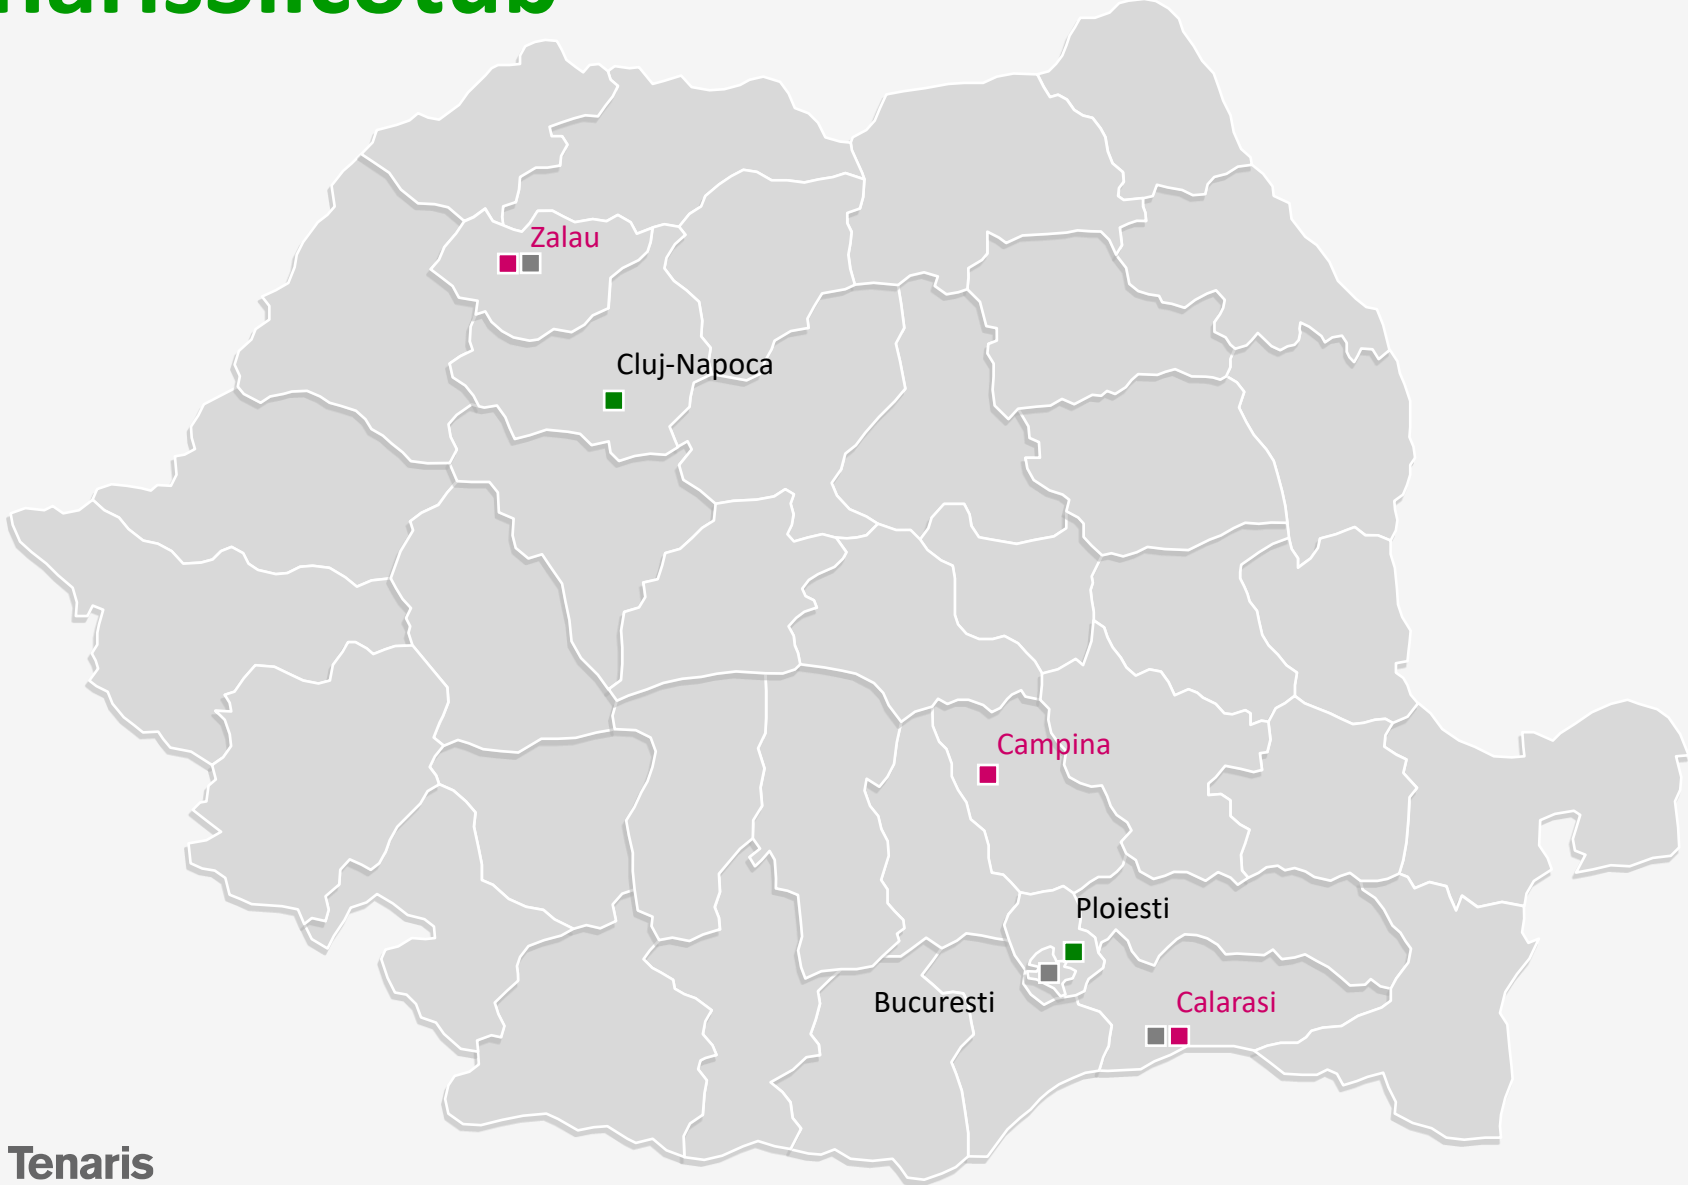 Zalau
Cluj-Napoca
Campina
Ploiesti
Bucuresti
Calarasi
Tenaris